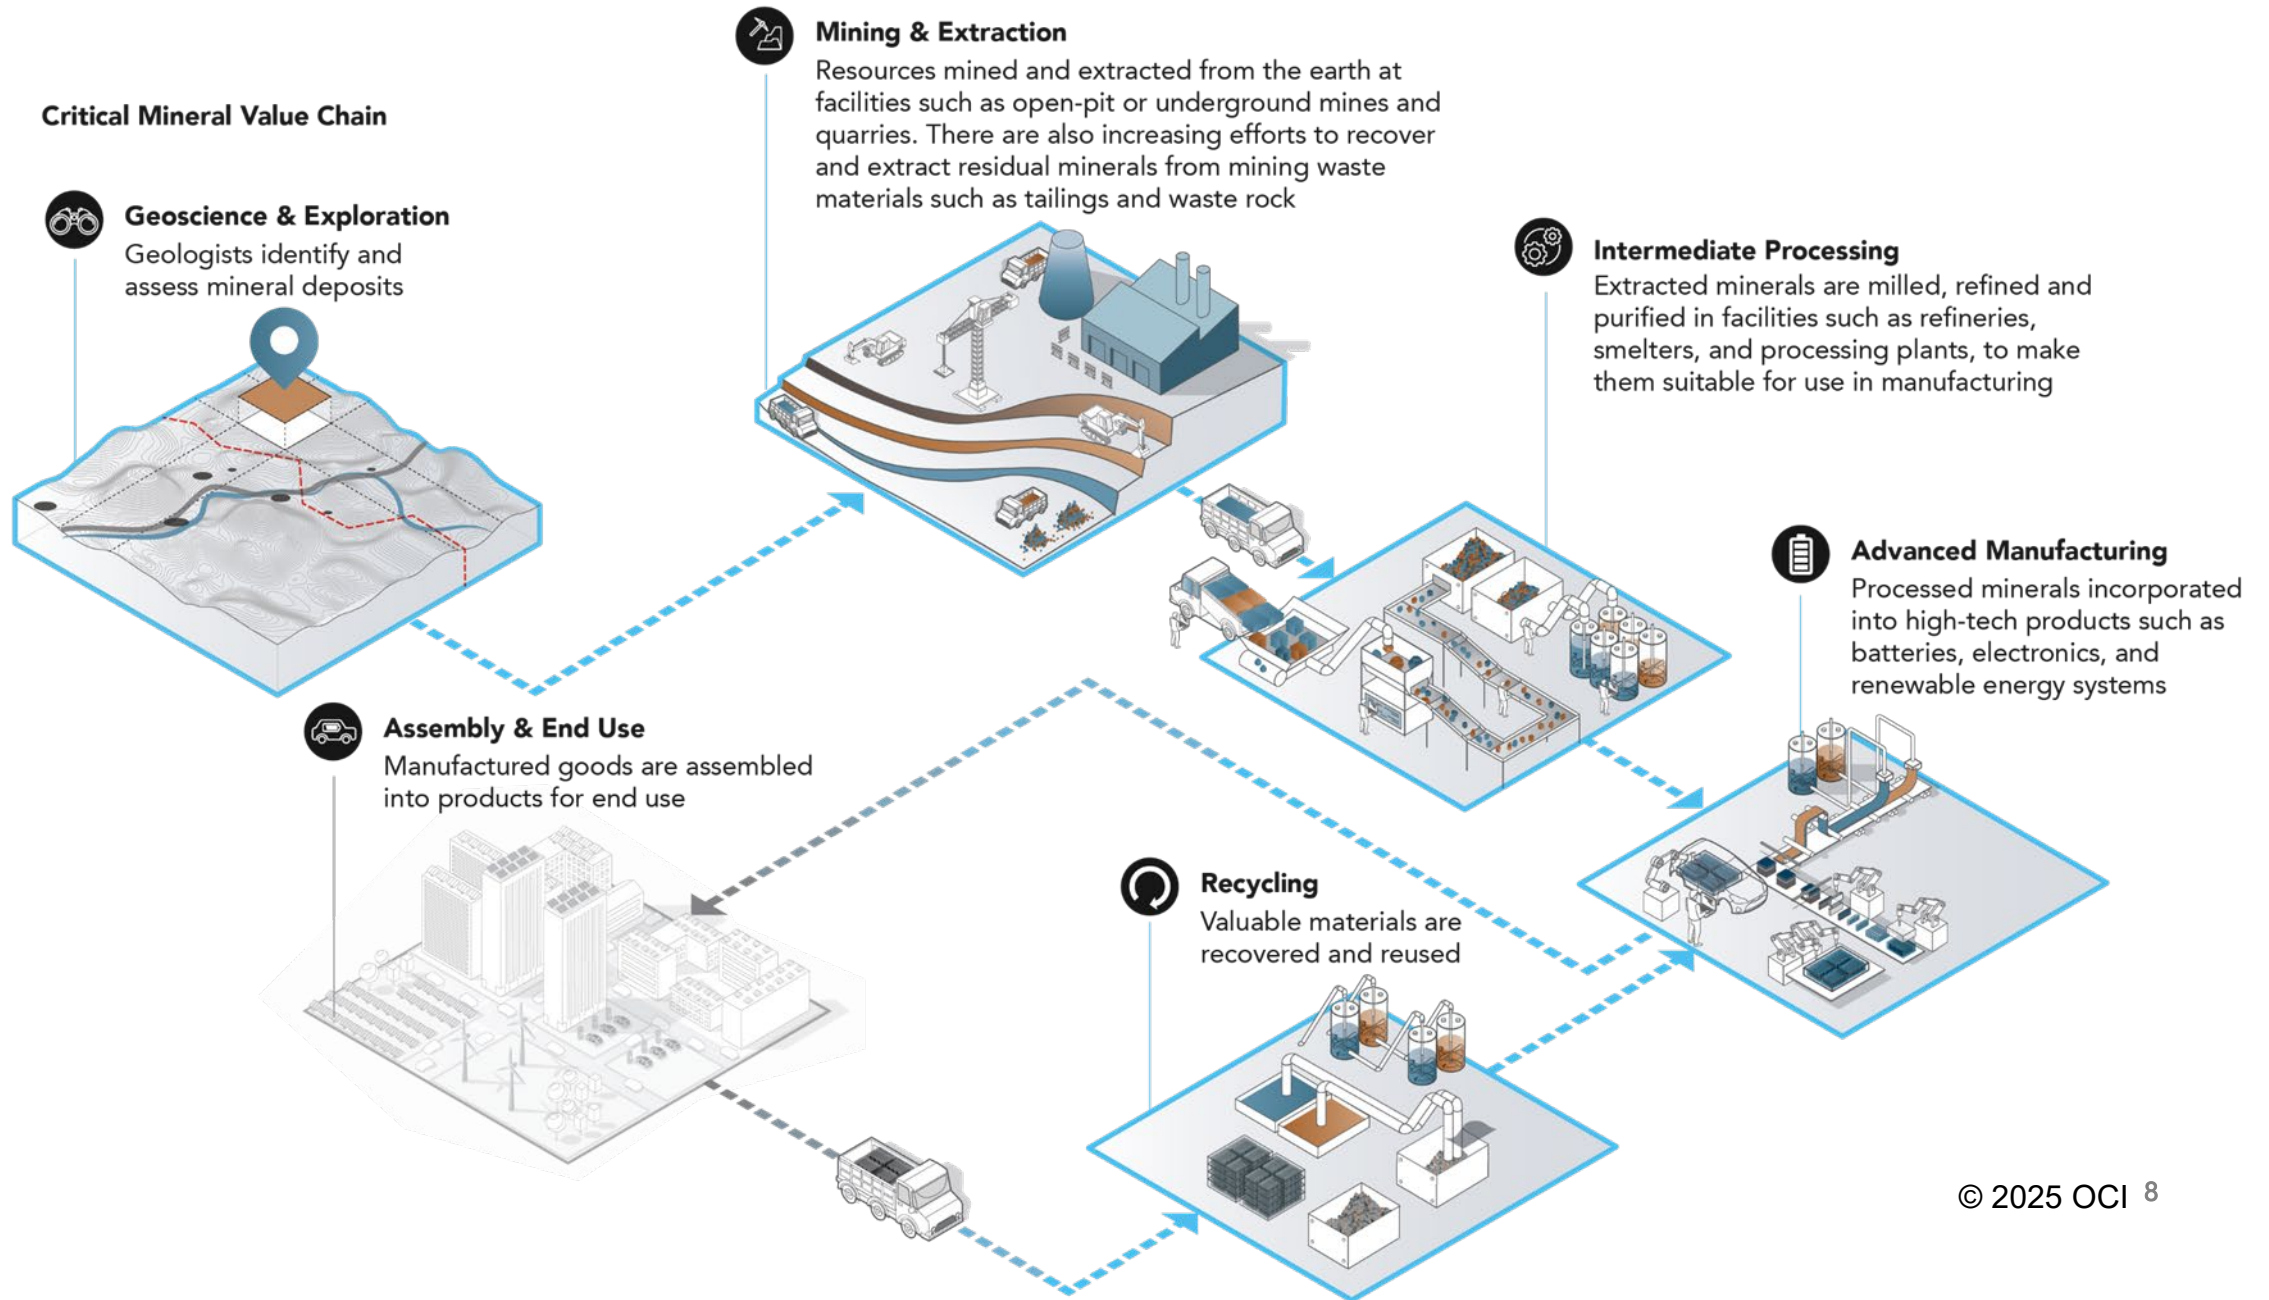 Critical Mineral Value Chain
Geoscience & Exploration
Geologists identify and
assess mineral deposits
Mining & Extraction
Resources mined and extracted from the earth at
facilities such as open-pit or underground mines and
quarries. There are also increasing efforts to recover
and extract residual minerals from mining waste
materials such as tailings and waste rock
Intermediate Processing
Extracted minerals are milled, refined and
purified in facilities such as refineries,
smelters, and processing plants, to make
them suitable for use in manufacturing
Advanced Manufacturing
Processed minerals incorporated
into high-tech products such as
batteries, electronics, and
renewable energy systems
Assembly & End Use
Manufactured goods are assembled
into products for end use
Recycling
Valuable materials are
recovered and reused
© 2025 OCI 8